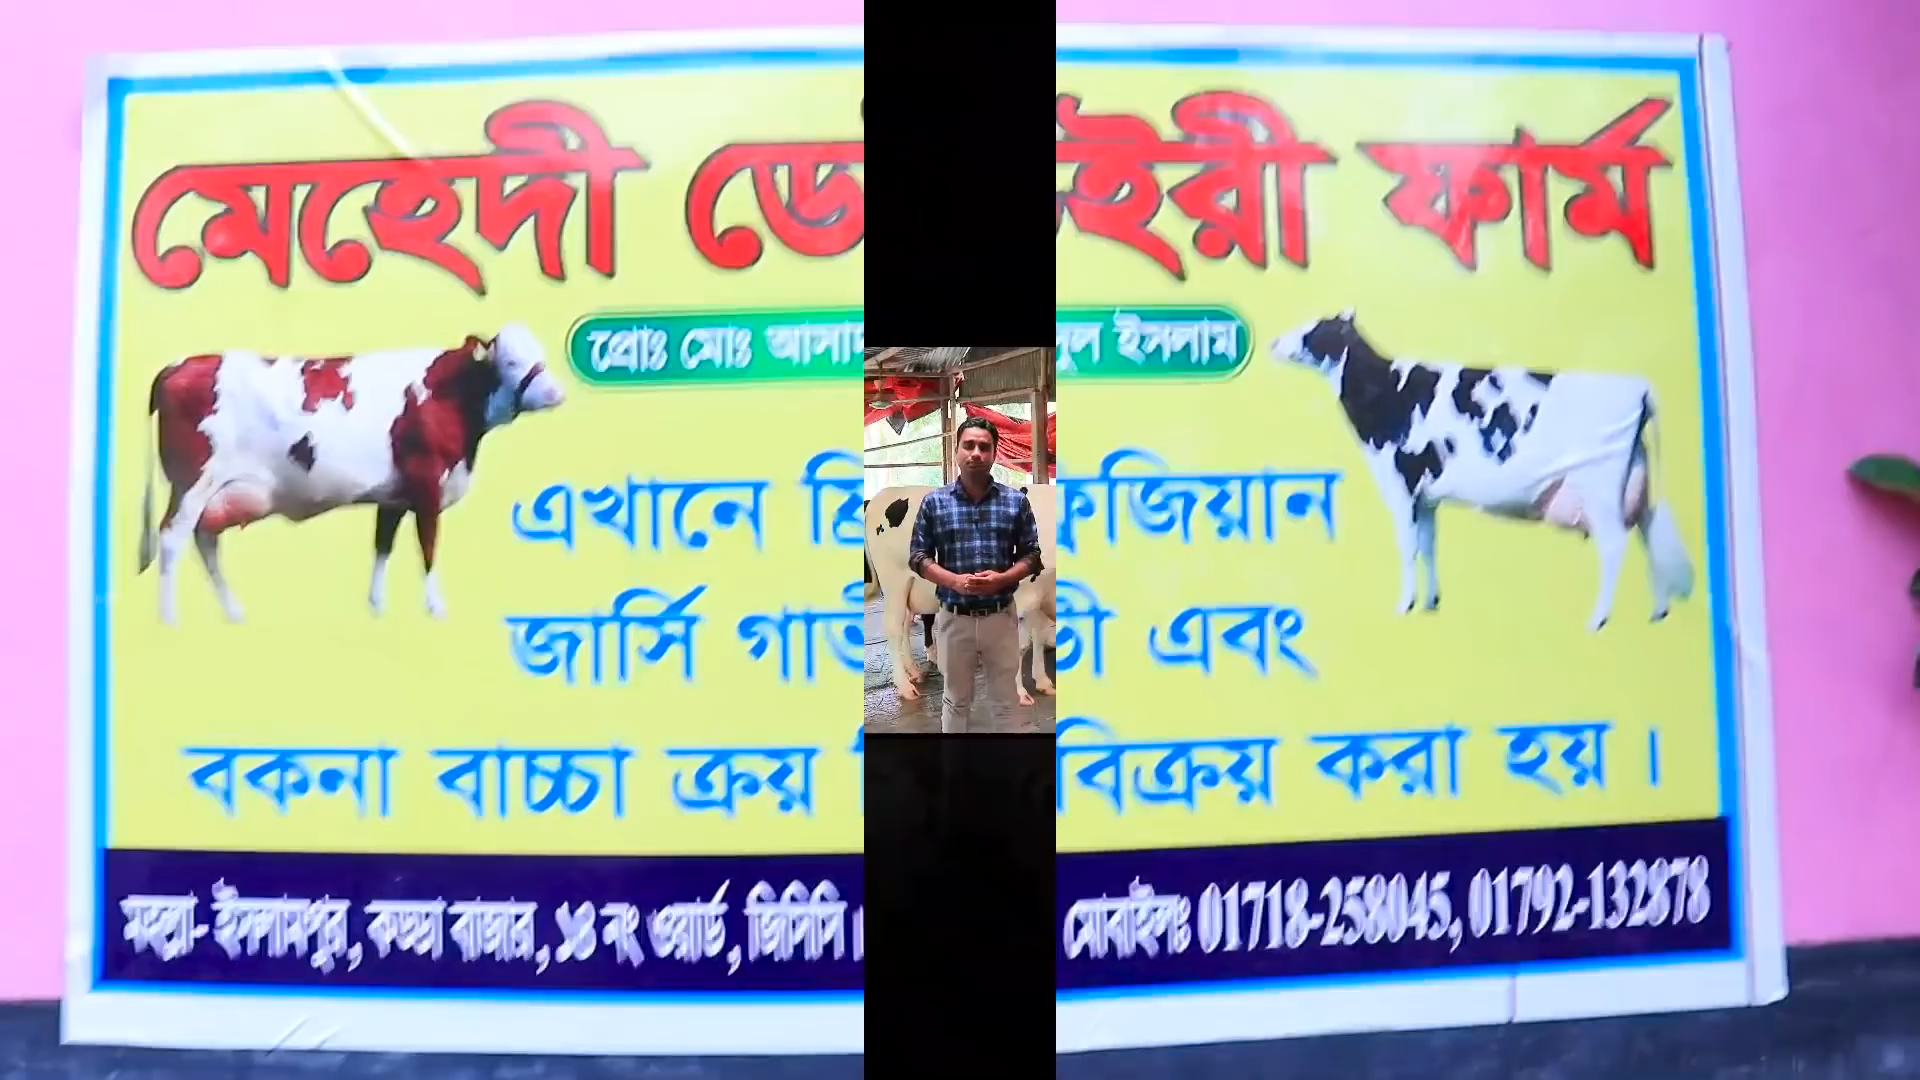 মেহেদী ডেইরী ফার্ম
প্রোঃ মোঃ ইসলাম
এখানে
জার্সি গাভী এবং
বকনা বাচ্চা ক্রয় বিক্রয় করা হয়।
মহল্লা- ইসলামপুর, কড্ডা বাজার, ১৪ নং ওয়ার্ড, জিসিসি।
মোবাইলঃ 01718-258045, 01792-132878